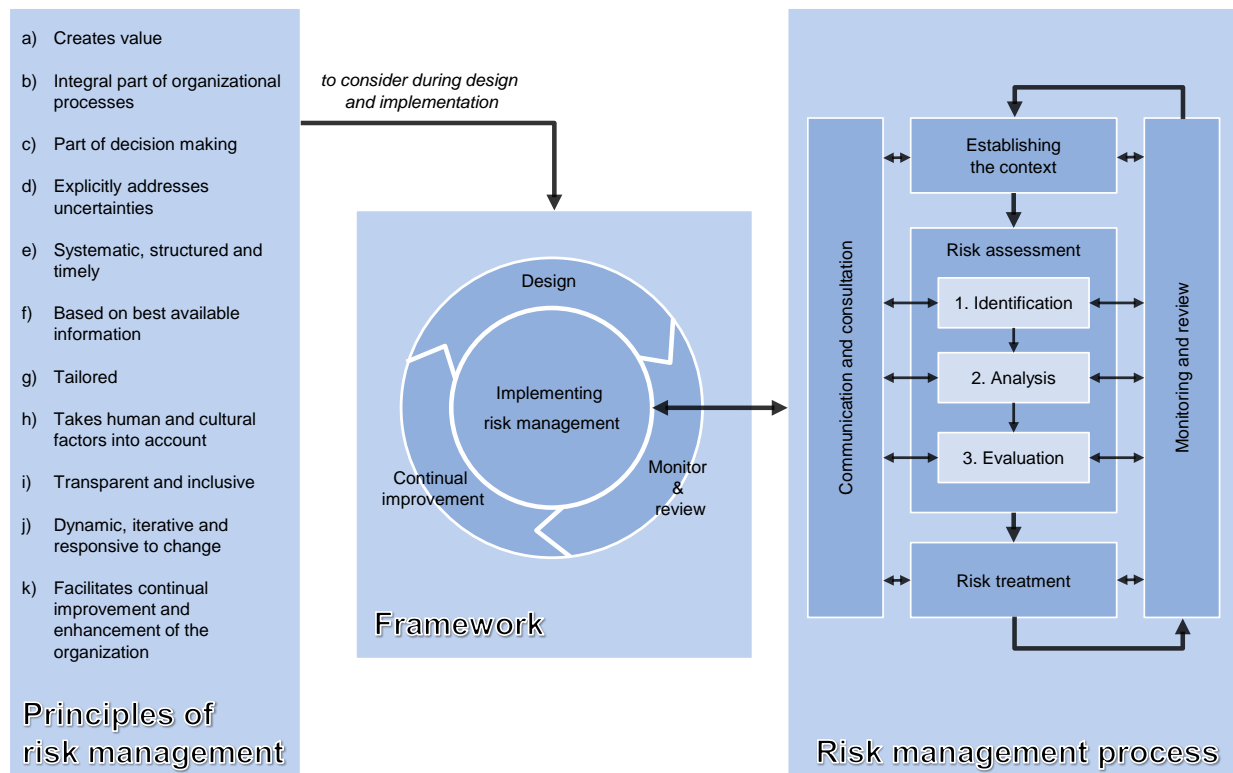 a) Creates value
b) Integral part of organizational
processes
c) Part of decision making
d) Explicitly addresses
uncertainties
e) Systematic, structured and
timely
f) Based on best available
information
g) Tailored
h) Takes human and cultural
factors into account
i) Transparent and inclusive
j) Dynamic, iterative and
responsive to change
k) Facilitates continual
improvement and
enhancement of the
organization
Principles of
risk management
to consider during design
and implementation
Design
Implementing
risk management
Continual
improvement
Monitor
&
review
Framework
Communication and consultation
Establishing
the context
Risk assessment
1. Identification
2. Analysis
3. Evaluation
Risk treatment
Monitoring and review
Risk management process